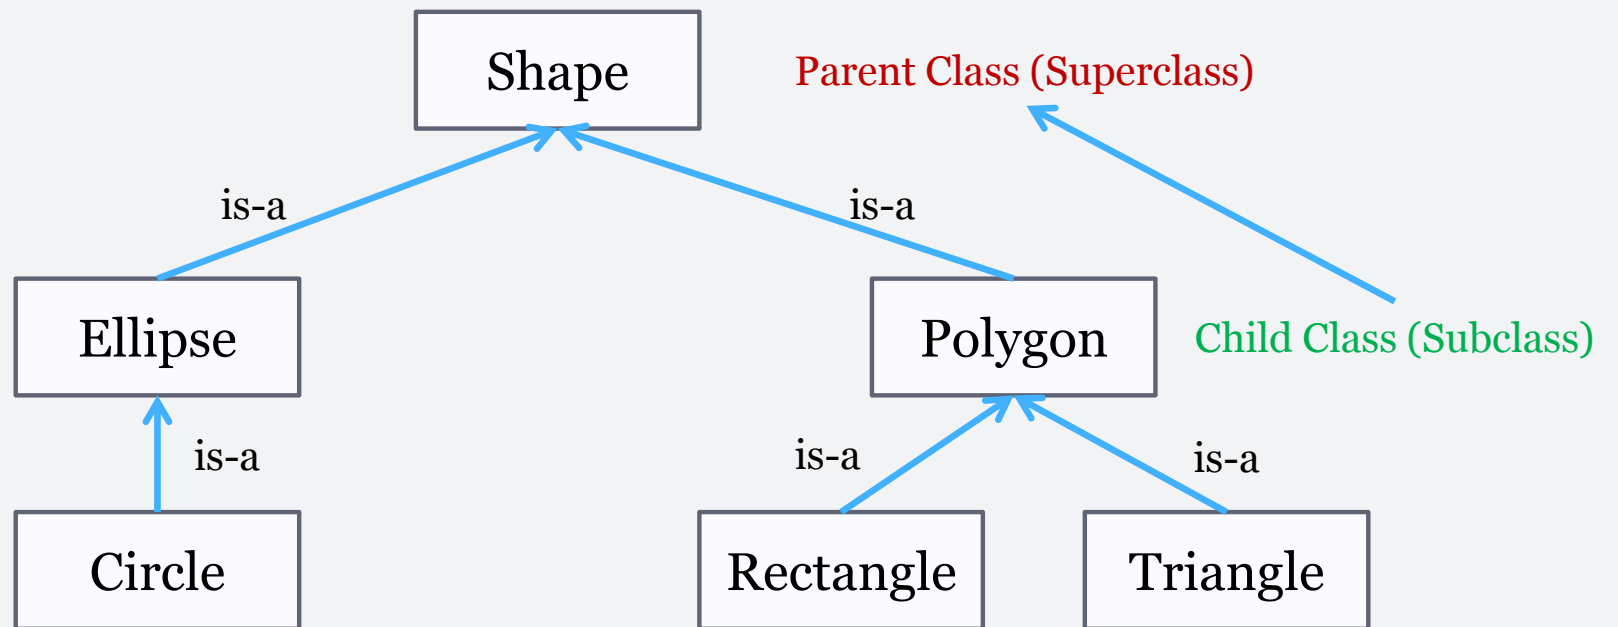 Shape
Parent Class (Superclass)
is-a
is-a
Ellipse
Polygon
Child Class (Subclass)
is-a
is-a
is-a
Circle
Rectangle
Triangle